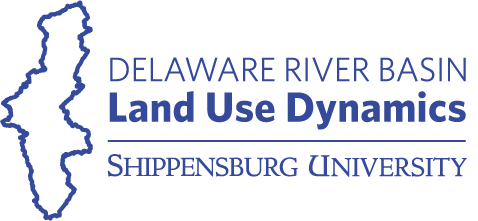 DELAWARE RIVER BASIN
Land Use Dynamics
SHIPPENSBURG UNIVERSITY